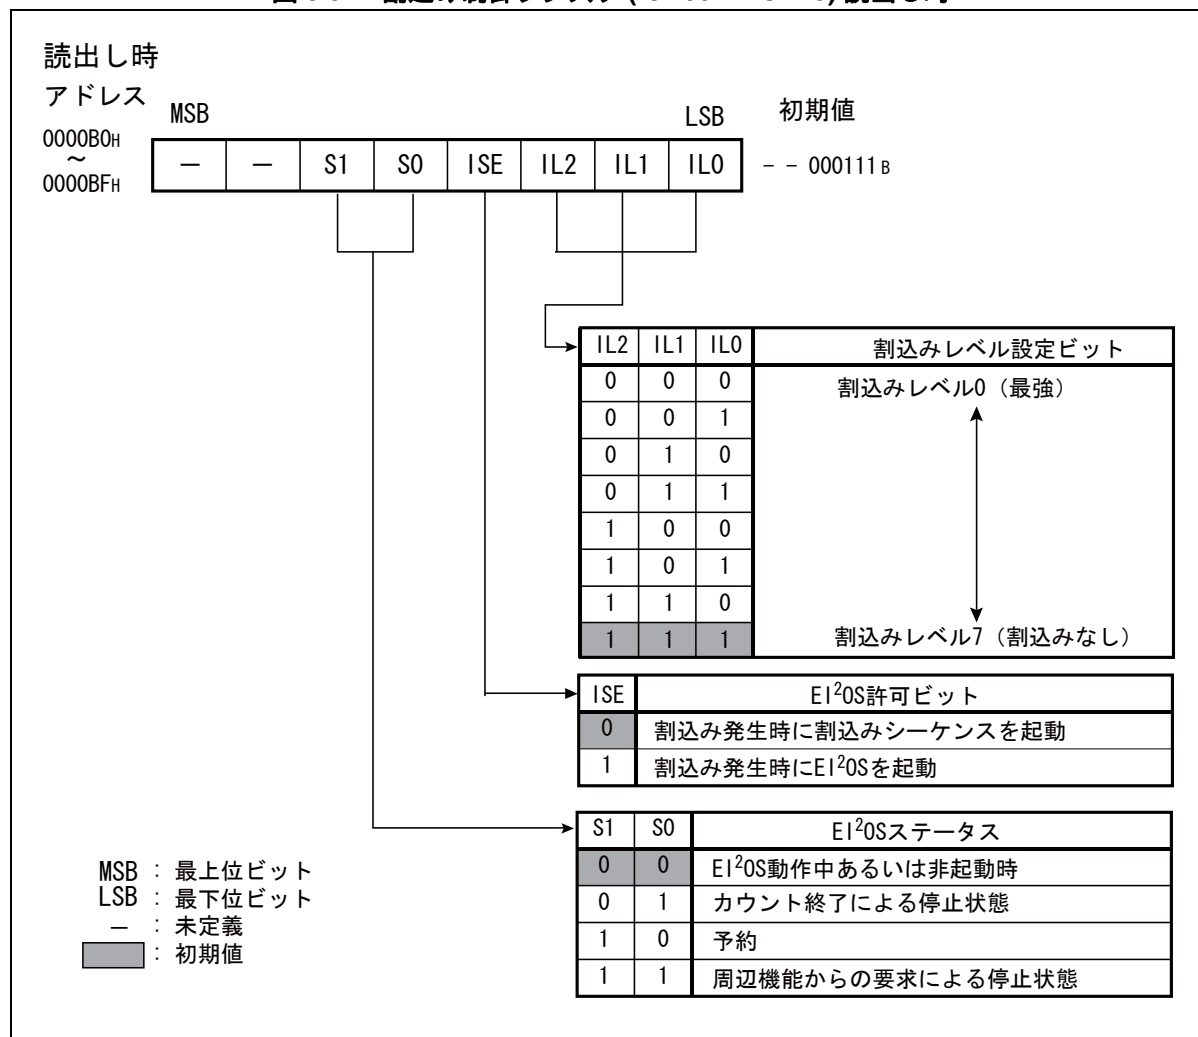 読出し時
アドレス
MSB
LSB
初期値
0000B0H
～
0000BFH
－ － S1 S0 ISE IL2 IL1 IL0
－ － 000111B
IL2 IL1 IL0 割込みレベル設定ビット
0 0 0 割込みレベル0（最強）
0 0 1
0 1 0
0 1 1
1 0 0
1 0 1
1 1 0
1 1 1 割込みレベル7（割込みなし）
ISE EI²OS許可ビット
0 割込み発生時に割込みシーケンスを起動
1 割込み発生時にEI²OSを起動
S1 S0 EI²OSステータス
0 0 EI²OS動作中あるいは非起動時
0 1 カウント終了による停止状態
1 0 予約
1 1 周辺機能からの要求による停止状態
MSB : 最上位ビット
LSB : 最下位ビット
－ : 未定義
: 初期値